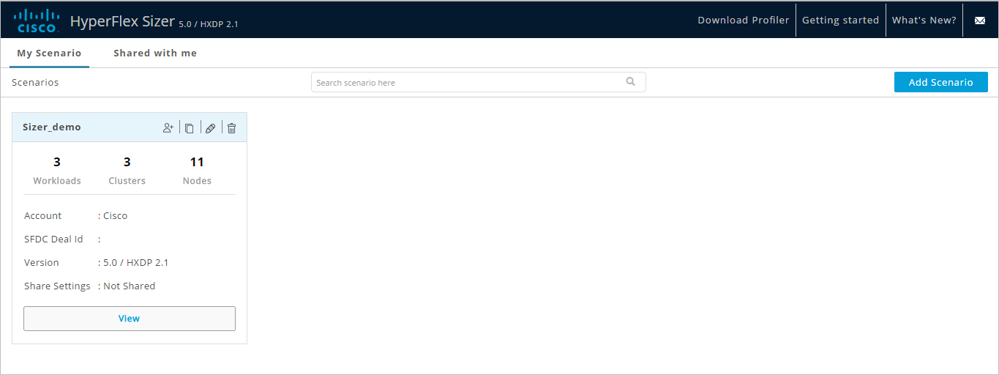 CISCO HyperFlex Sizer 5.0 / HXDP 2.1 Download Profiler Getting started What's New?
My Scenario Shared with me
Scenarios Search scenario here Add Scenario
Sizer_demo
3 3 11
Workloads Clusters Nodes
Account : Cisco
SFDC Deal Id :
Version : 5.0 / HXDP 2.1
Share Settings : Not Shared
View